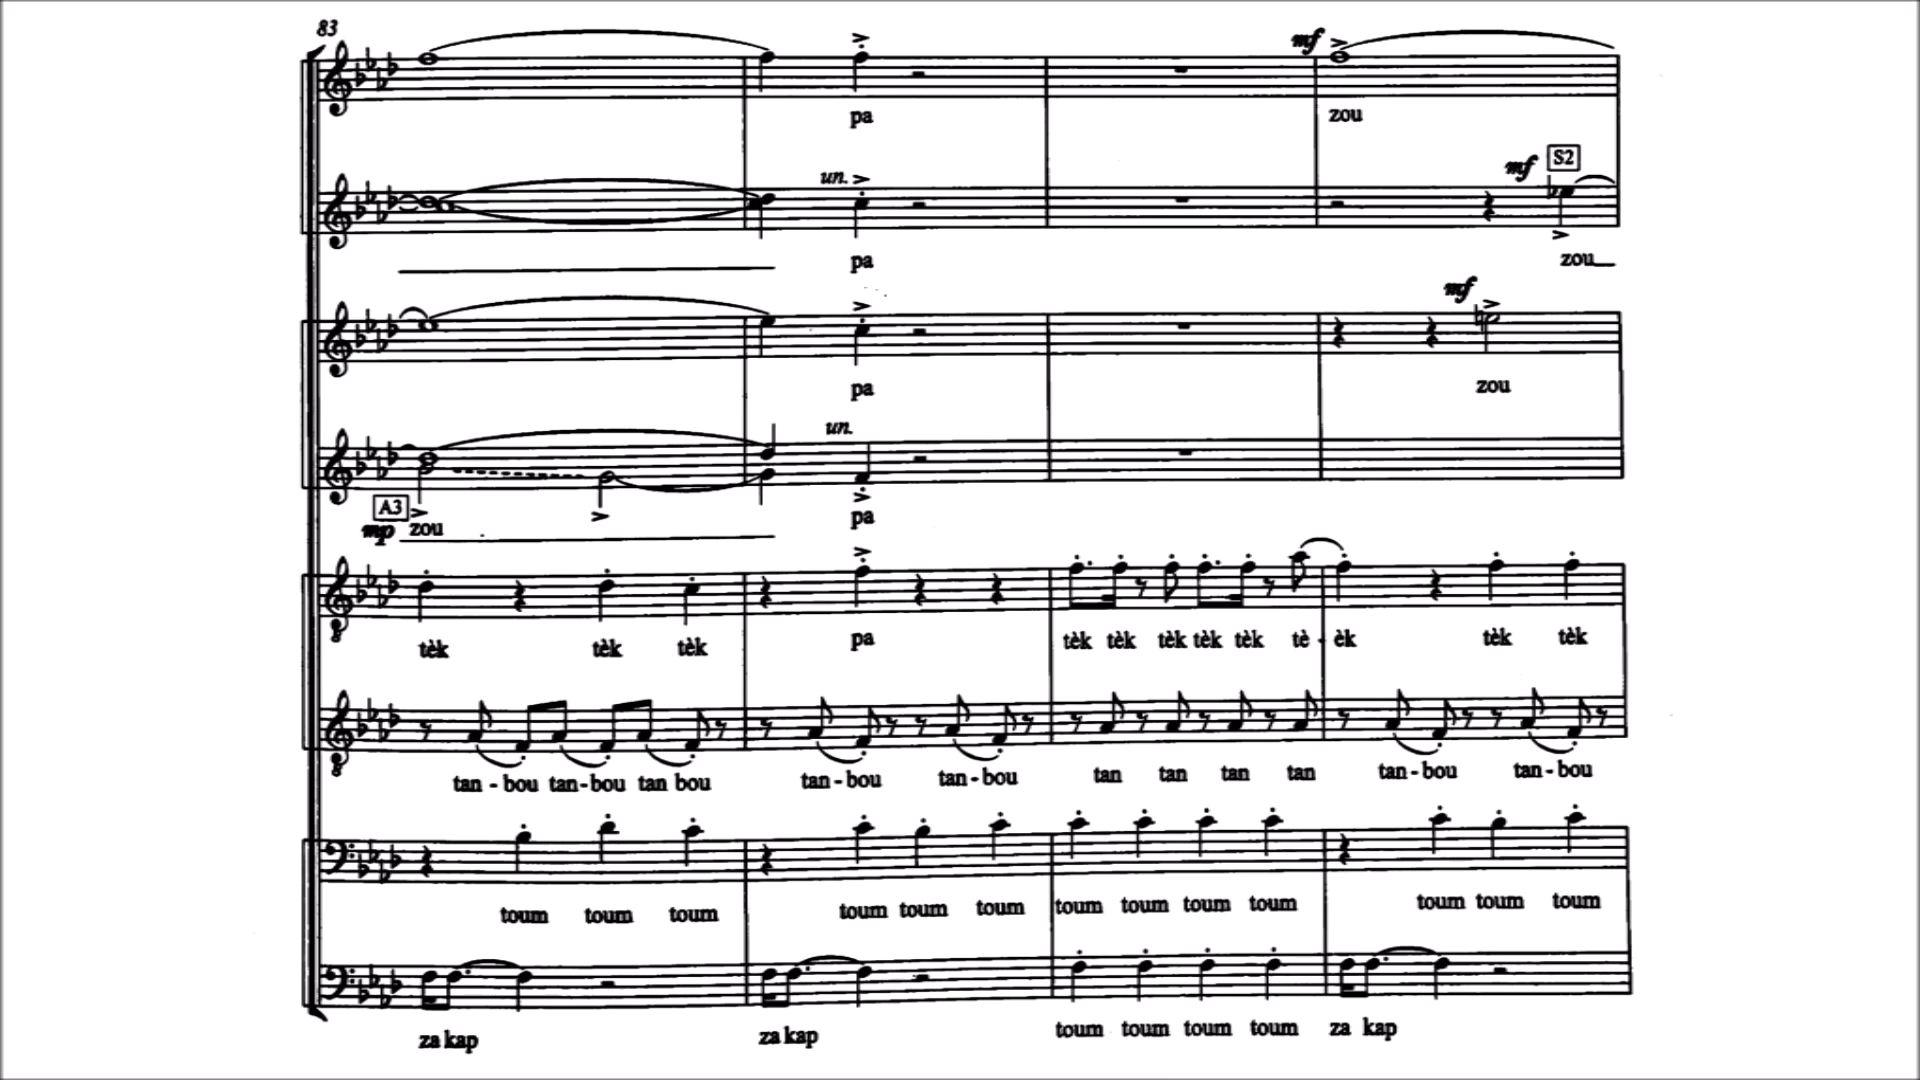 83
mf
pa zou
un. mf S2
pa zou
mf
pa zou
un.
A3
mp zou pa
tèk tèk tèk pa tèk tèk tèk tèk tèk tè - èk tèk tèk
tan - bou tan - bou tan bou tan - bou tan - bou tan tan tan tan tan - bou tan - bou
toum toum toum toum toum toum toum toum toum toum toum toum toum
za kap za kap toum toum toum toum za kap